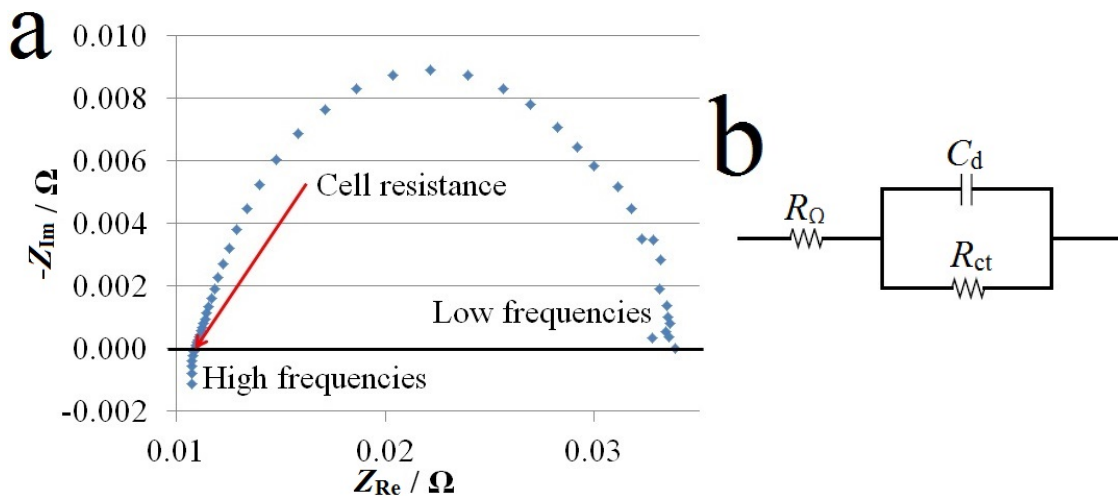 a
0.010
0.008
0.006
0.004
0.002
0.000
-0.002
-ZIm / Ω
Cell resistance
Low frequencies
High frequencies
0.01 0.02 0.03
ZRe / Ω
b
Cd
RΩ
Rct